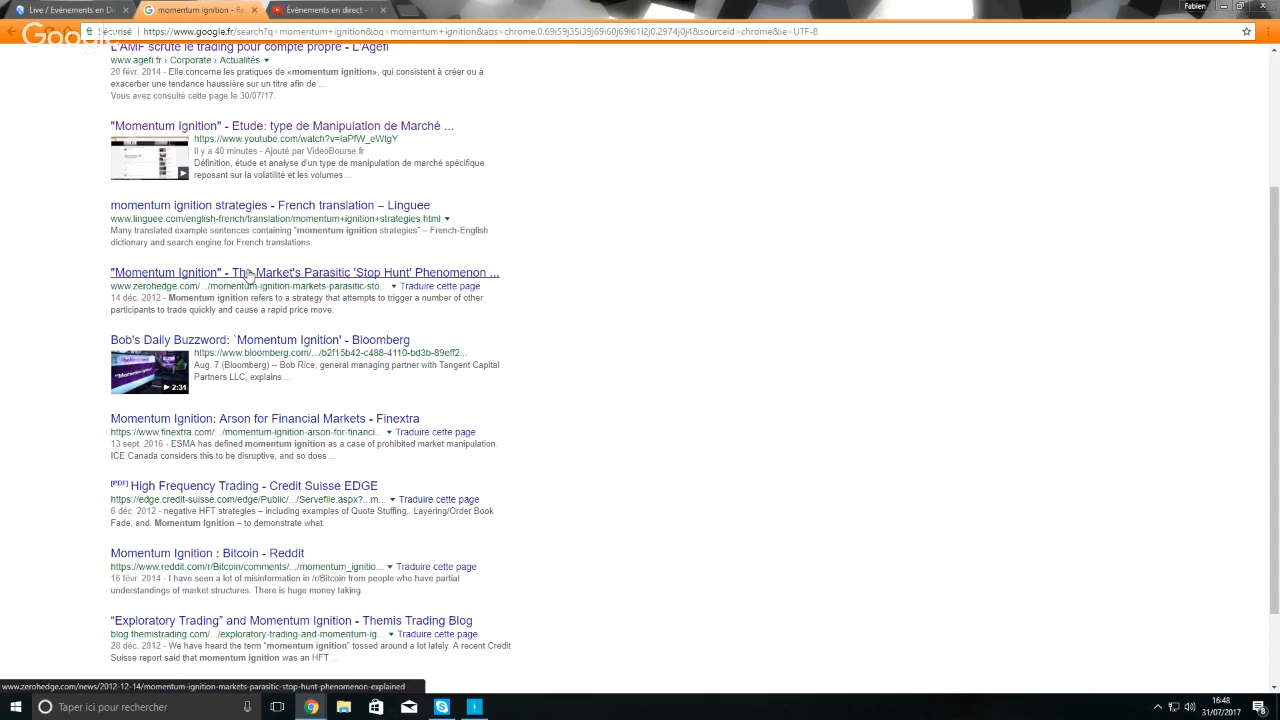 Live / Événements en Direct
momentum ignition - Re
Événements en direct -
Fabien
Google
Sécurisé
https://www.google.fr/search?q=momentum+ignition&oq=momentum+ignition&aqs=chrome.0.69i59j35i39j69i60j69i61l2j0.2974j0j4&sourceid=chrome&ie=UTF-8
L'AMF scrute le trading pour compte propre - L'Agefi
www.agefi.fr › Corporate › Actualités
20 févr. 2014 - Elle concerne les pratiques de «momentum ignition», qui consistent à créer ou à
exacerber une tendance haussière sur un titre afin de ...
Vous avez consulté cette page le 30/07/17.
"Momentum Ignition" - Etude: type de Manipulation de Marché ...
https://www.youtube.com/watch?v=IaPfW_eWtgY
Il y a 40 minutes - Ajouté par VideoBourse.fr
Définition, étude et analyse d'un type de manipulation de marché spécifique
reposant sur la volatilité et les volumes ...
momentum ignition strategies - French translation – Linguee
www.linguee.com/english-french/translation/momentum+ignition+strategies.html
Many translated example sentences containing "momentum ignition strategies" – French-English
dictionary and search engine for French translations.
"Momentum Ignition" - The Market's Parasitic 'Stop Hunt' Phenomenon ...
www.zerohedge.com/.../momentum-ignition-markets-parasitic-sto... Traduire cette page
14 déc. 2012 - Momentum ignition refers to a strategy that attempts to trigger a number of other
participants to trade quickly and cause a rapid price move.
Bob's Daily Buzzword: `Momentum Ignition' - Bloomberg
https://www.bloomberg.com/.../b2f15b42-c488-4110-bd3b-89eff2...
Aug. 7 (Bloomberg) -- Bob Rice, general managing partner with Tangent Capital
Partners LLC, explains ...
2:31
Momentum Ignition: Arson for Financial Markets - Finextra
https://www.finextra.com/.../momentum-ignition-arson-for-financi... Traduire cette page
13 sept. 2016 - ESMA has defined momentum ignition as a case of prohibited market manipulation.
ICE Canada considers this to be disruptive, and so does ...
[PDF] High Frequency Trading - Credit Suisse EDGE
https://edge.credit-suisse.com/edge/Public/.../Servefile.aspx?...m... Traduire cette page
6 déc. 2012 - negative HFT strategies – including examples of Quote Stuffing,. Layering/Order Book
Fade, and. Momentum Ignition – to demonstrate what.
Momentum Ignition : Bitcoin - Reddit
https://www.reddit.com/r/Bitcoin/comments/.../momentum_ignitio... Traduire cette page
16 févr. 2014 - I have seen a lot of misinformation in /r/Bitcoin from people who have partial
understandings of market structures. There is huge money taking...
"Exploratory Trading" and Momentum Ignition - Themis Trading Blog
blog.themistrading.com/.../exploratory-trading-and-momentum-ig... Traduire cette page
28 déc. 2012 - We have heard the term "momentum ignition" tossed around a lot lately. A recent Credit
Suisse report said that momentum ignition was an HFT ...
www.zerohedge.com/news/2012-12-14/momentum-ignition-markets-parasitic-stop-hunt-phenomenon-explained
Taper ici pour rechercher
16:48
31/07/2017
8